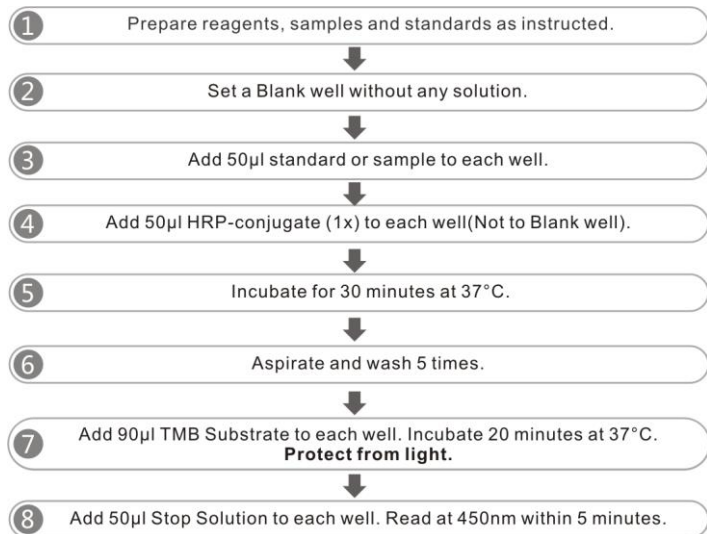 1 Prepare reagents, samples and standards as instructed.
2 Set a Blank well without any solution.
3 Add 50μl standard or sample to each well.
4 Add 50μl HRP-conjugate (1x) to each well(Not to Blank well).
5 Incubate for 30 minutes at 37°C.
6 Aspirate and wash 5 times.
7 Add 90μl TMB Substrate to each well. Incubate 20 minutes at 37°C.
Protect from light.
8 Add 50μl Stop Solution to each well. Read at 450nm within 5 minutes.